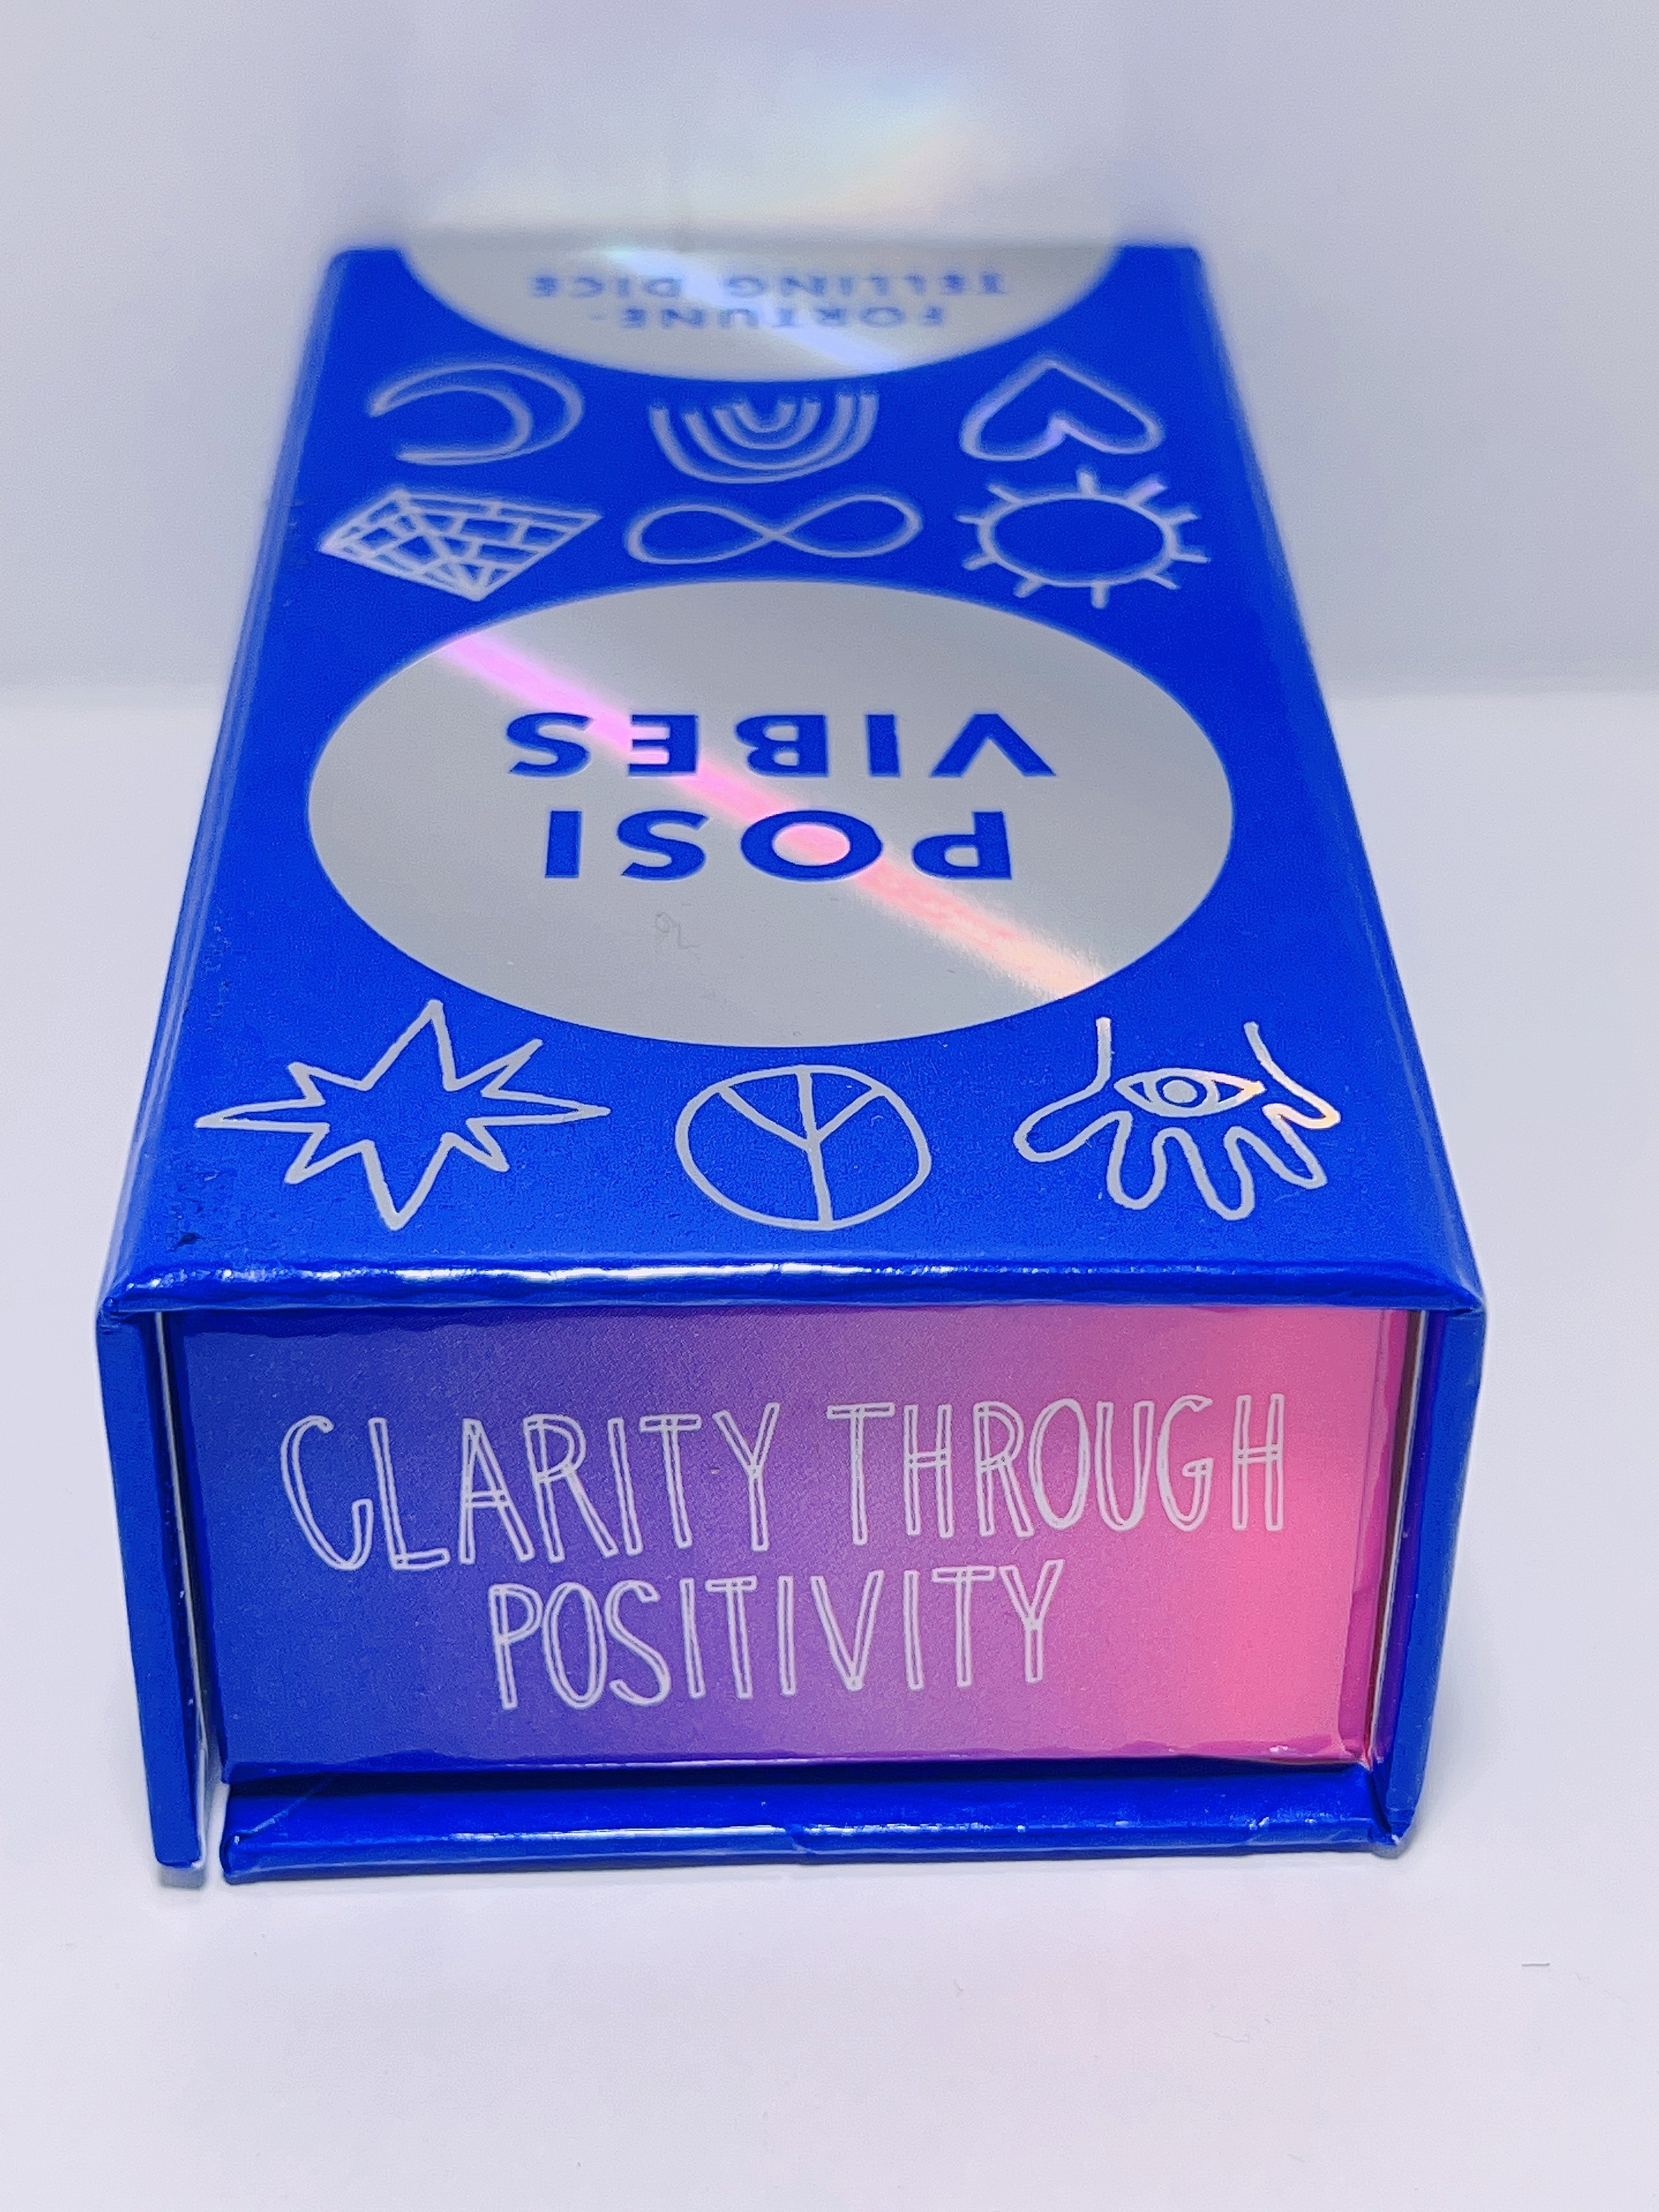 POSI
VIBES
FORTUNE-
TELLING DICE
CLARITY THROUGH
POSITIVITY